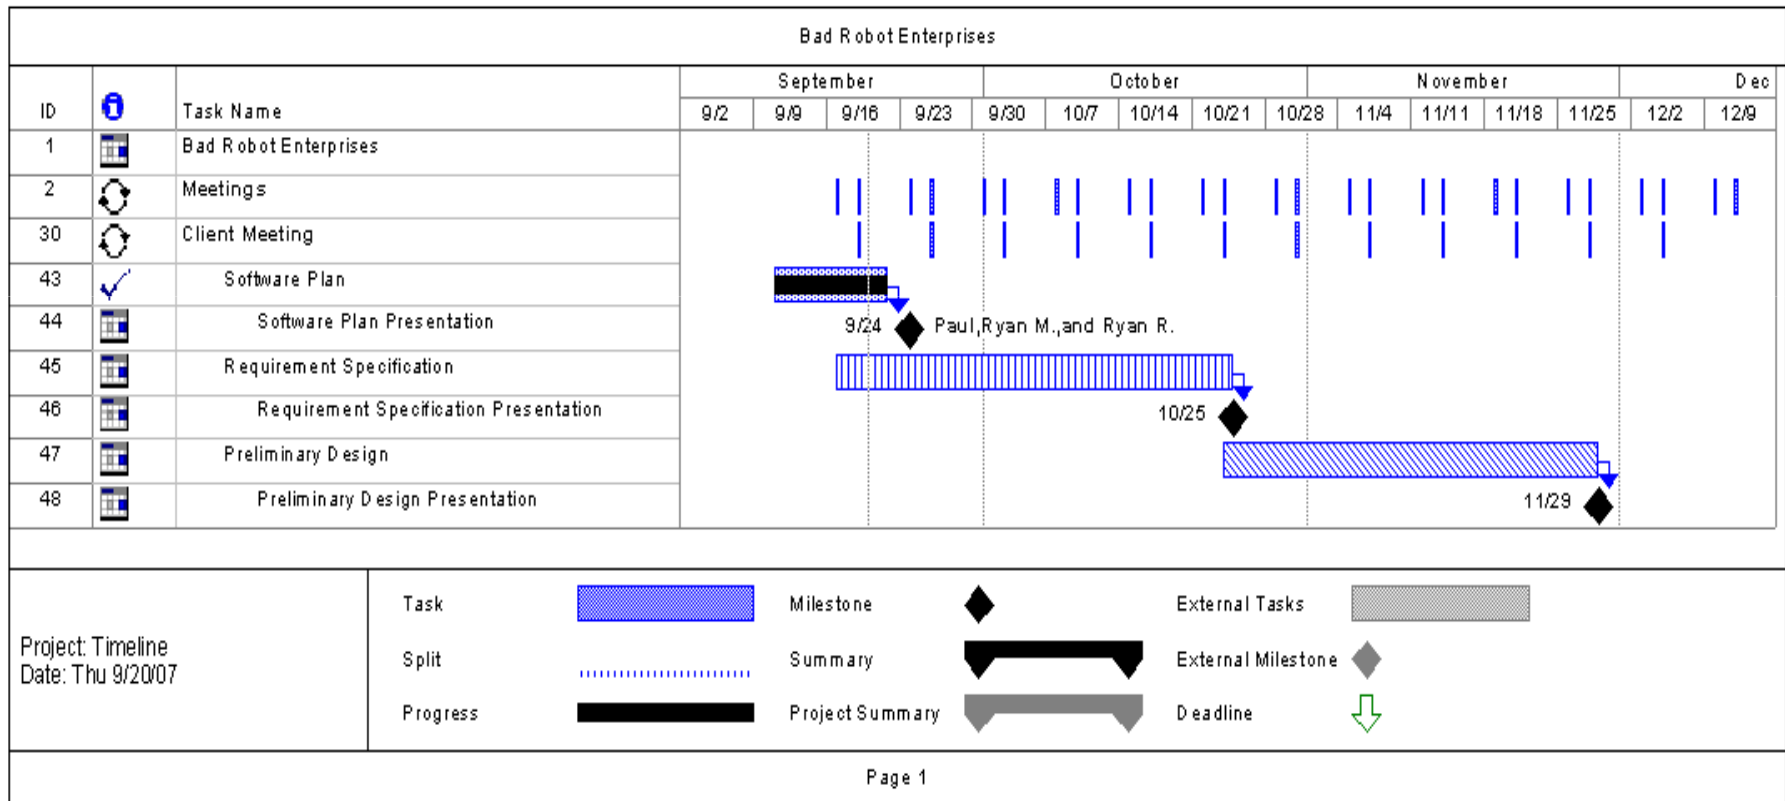 Bad Robot Enterprises
September October November Dec
ID Task Name 9/2 9/9 9/16 9/23 9/30 10/7 10/14 10/21 10/28 11/4 11/11 11/18 11/25 12/2 12/9
1 Bad Robot Enterprises
2 Meetings
30 Client Meeting
43 Software Plan
44 Software Plan Presentation 9/24 Paul,Ryan M.,and Ryan R.
45 Requirement Specification
46 Requirement Specification Presentation 10/25
47 Preliminary Design
48 Preliminary Design Presentation 11/29
Project: Timeline
Date: Thu 9/20/07
Task Milestone External Tasks
Split Summary External Milestone
Progress Project Summary Deadline
Page 1